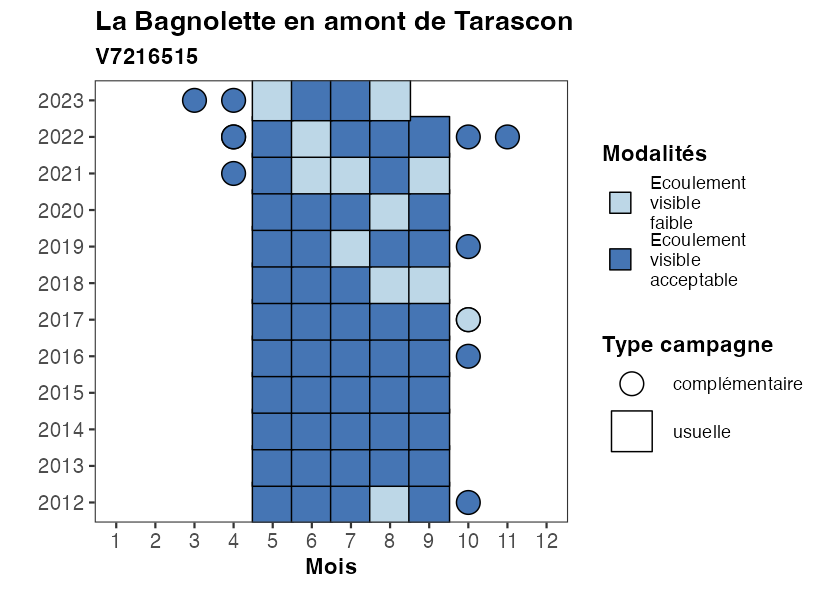 La Bagnolette en amont de Tarascon
V7216515
2023
2022
2021
2020
2019
2018
2017
2016
2015
2014
2013
2012
1 2 3 4 5 6 7 8 9 10 11 12
Mois
Modalités
Ecoulement
visible
faible
Ecoulement
visible
acceptable
Type campagne
complémentaire
usuelle